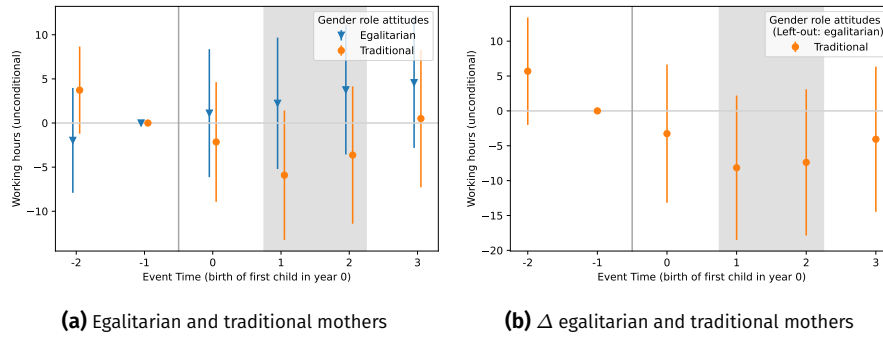 Gender role attitudes
Egalitarian
Traditional
10
5
0
−5
−10
Working hours (unconditional)
-2
-1
0
1
2
3
Event Time (birth of first child in year 0)
(a) Egalitarian and traditional mothers
Gender role attitudes
(Left-out: egalitarian)
Traditional
15
10
5
0
−5
−10
−15
−20
Working hours (unconditional)
-2
-1
0
1
2
3
Event Time (birth of first child in year 0)
(b) Δ egalitarian and traditional mothers